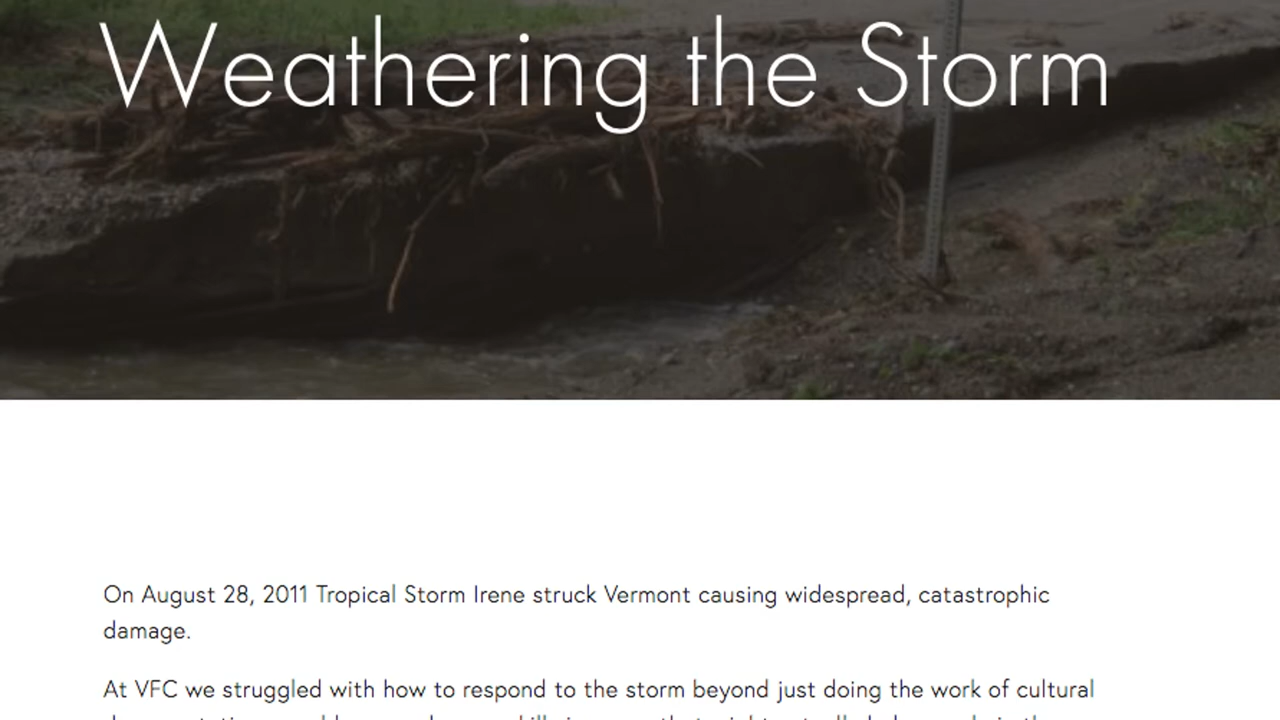 Weathering the Storm
On August 28, 2011 Tropical Storm Irene struck Vermont causing widespread, catastrophic
damage.
At VFC we struggled with how to respond to the storm beyond just doing the work of cultural